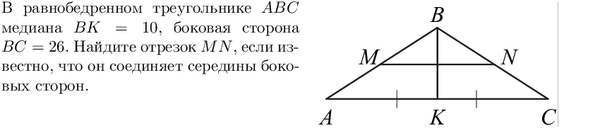 В равнобедренном треугольнике ABC
медиана BK = 10, боковая сторона
BC = 26. Найдите отрезок MN, если из-
вестно, что он соединяет середины боко-
вых сторон.
B
M N
A K C